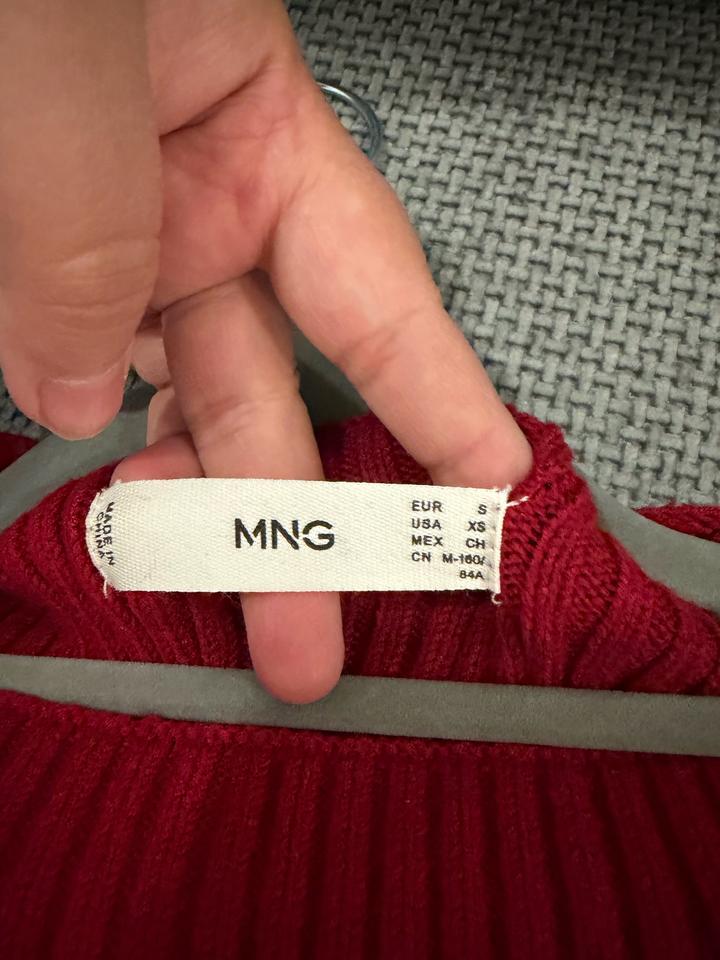 MADE IN
CHINA
MNG
EUR S
USA XS
MEX CH
CN M-160/
84A